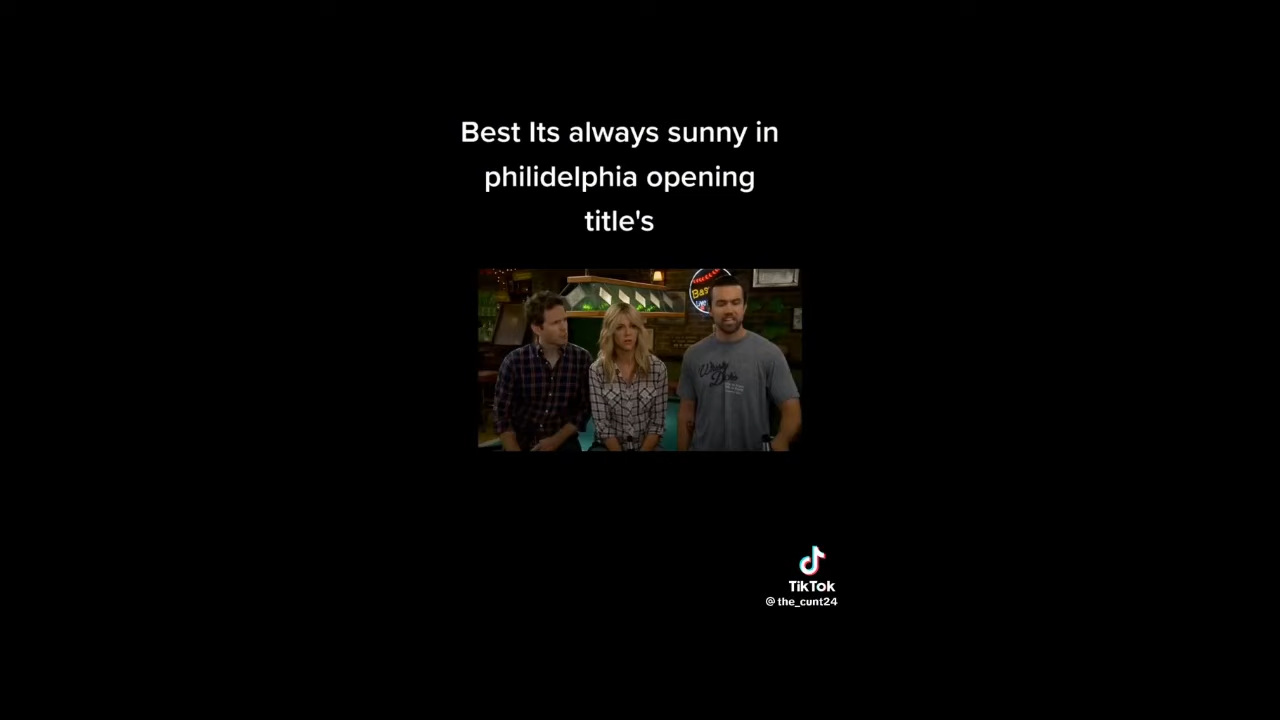 Best Its always sunny in
philidelphia opening
title's
TikTok
@the_cunt24